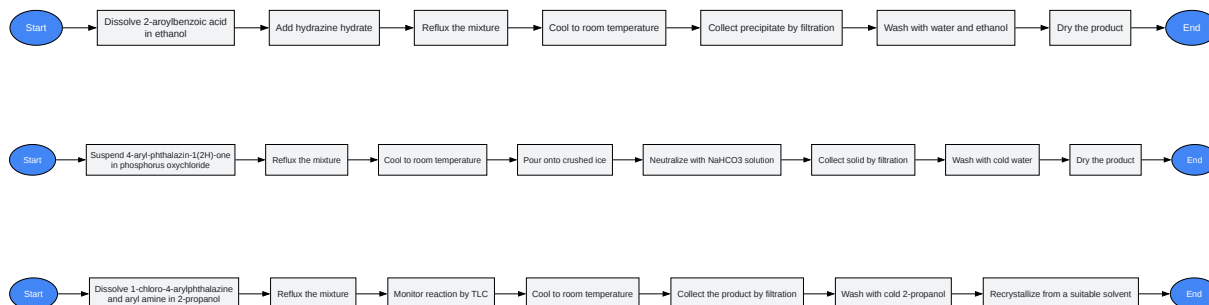 Start
Dissolve 2-aroylbenzoic acid
in ethanol
Add hydrazine hydrate
Reflux the mixture
Cool to room temperature
Collect precipitate by filtration
Wash with water and ethanol
Dry the product
End
Start
Suspend 4-aryl-phthalazin-1(2H)-one
in phosphorus oxychloride
Reflux the mixture
Cool to room temperature
Pour onto crushed ice
Neutralize with NaHCO3 solution
Collect solid by filtration
Wash with cold water
Dry the product
End
Start
Dissolve 1-chloro-4-arylphthalazine
and aryl amine in 2-propanol
Reflux the mixture
Monitor reaction by TLC
Cool to room temperature
Collect the product by filtration
Wash with cold 2-propanol
Recrystallize from a suitable solvent
End